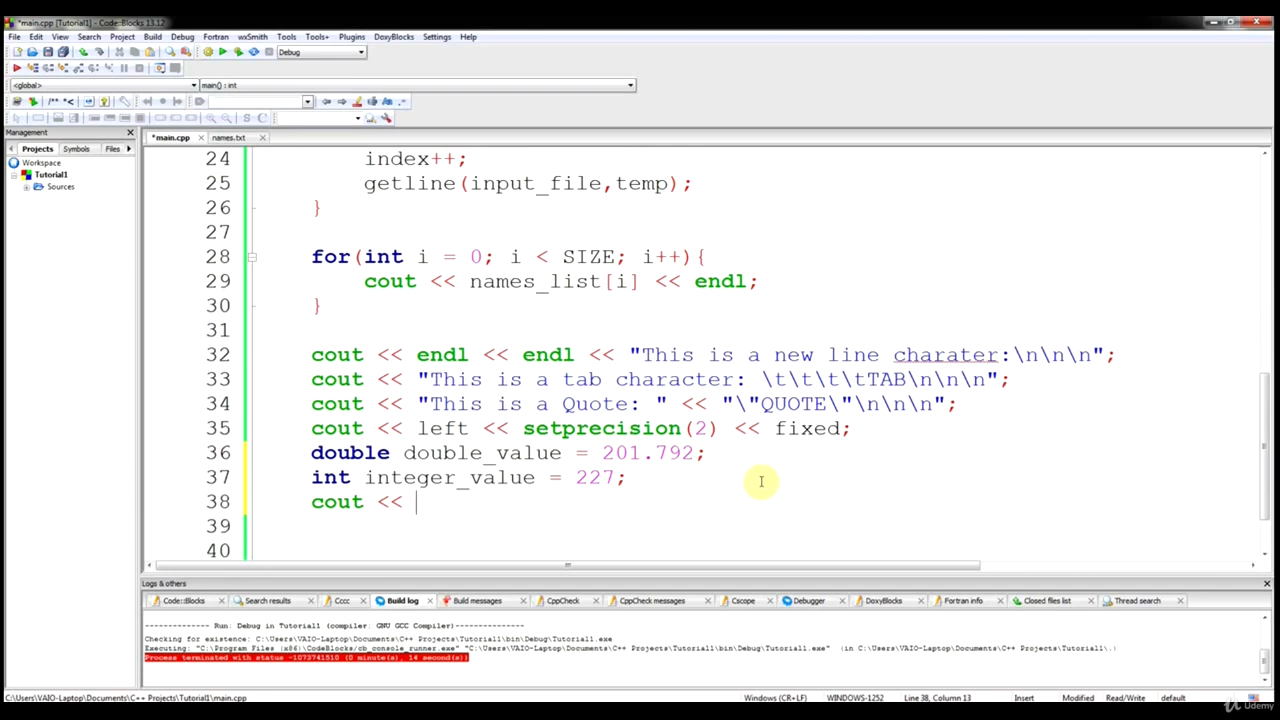 *main.cpp [Tutorial1] - Code::Blocks 13.12
File Edit View Search Project Build Debug Fortran wxSmith Tools Tools+ Plugins DoxyBlocks Settings Help
Debug
<global> main() : int
Management
*main.cpp names.txt
Projects Symbols Files
Workspace
Tutorial1
Sources
24 index++;
25 getline(input_file,temp);
26 }
27
28 for(int i = 0; i < SIZE; i++){
29 cout << names_list[i] << endl;
30 }
31
32 cout << endl << endl << "This is a new line charater:\n\n\n";
33 cout << "This is a tab character: \t\t\t\tTAB\n\n\n";
34 cout << "This is a Quote: " << "\"QUOTE\"\n\n\n";
35 cout << left << setprecision(2) << fixed;
36 double double_value = 201.792;
37 int integer_value = 227;
38 cout <<
39
40
Logs & others
Code::Blocks Search results Cccc Build log Build messages CppCheck CppCheck messages Cscope Debugger DoxyBlocks Fortran info Closed files list Thread search
-------------- Run: Debug in Tutorial1 (compiler: GNU GCC Compiler)---------------
Checking for existence: C:\Users\VAIO-Laptop\Documents\C++ Projects\Tutorial1\bin\Debug\Tutorial1.exe
Executing: "C:\Program Files (x86)\CodeBlocks/cb_console_runner.exe" "C:\Users\VAIO-Laptop\Documents\C++ Projects\Tutorial1\bin\Debug\Tutorial1.exe" (in C:\Users\VAIO-Laptop\Documents\C++ Projects\Tutorial1\.)
Process terminated with status -1073741510 (0 minute(s), 14 second(s))
C:\Users\VAIO-Laptop\Documents\C++ Projects\Tutorial1\main.cpp Windows (CR+LF) WINDOWS-1252 Line 38, Column 13 Insert Modified Read/Write default
Udemy